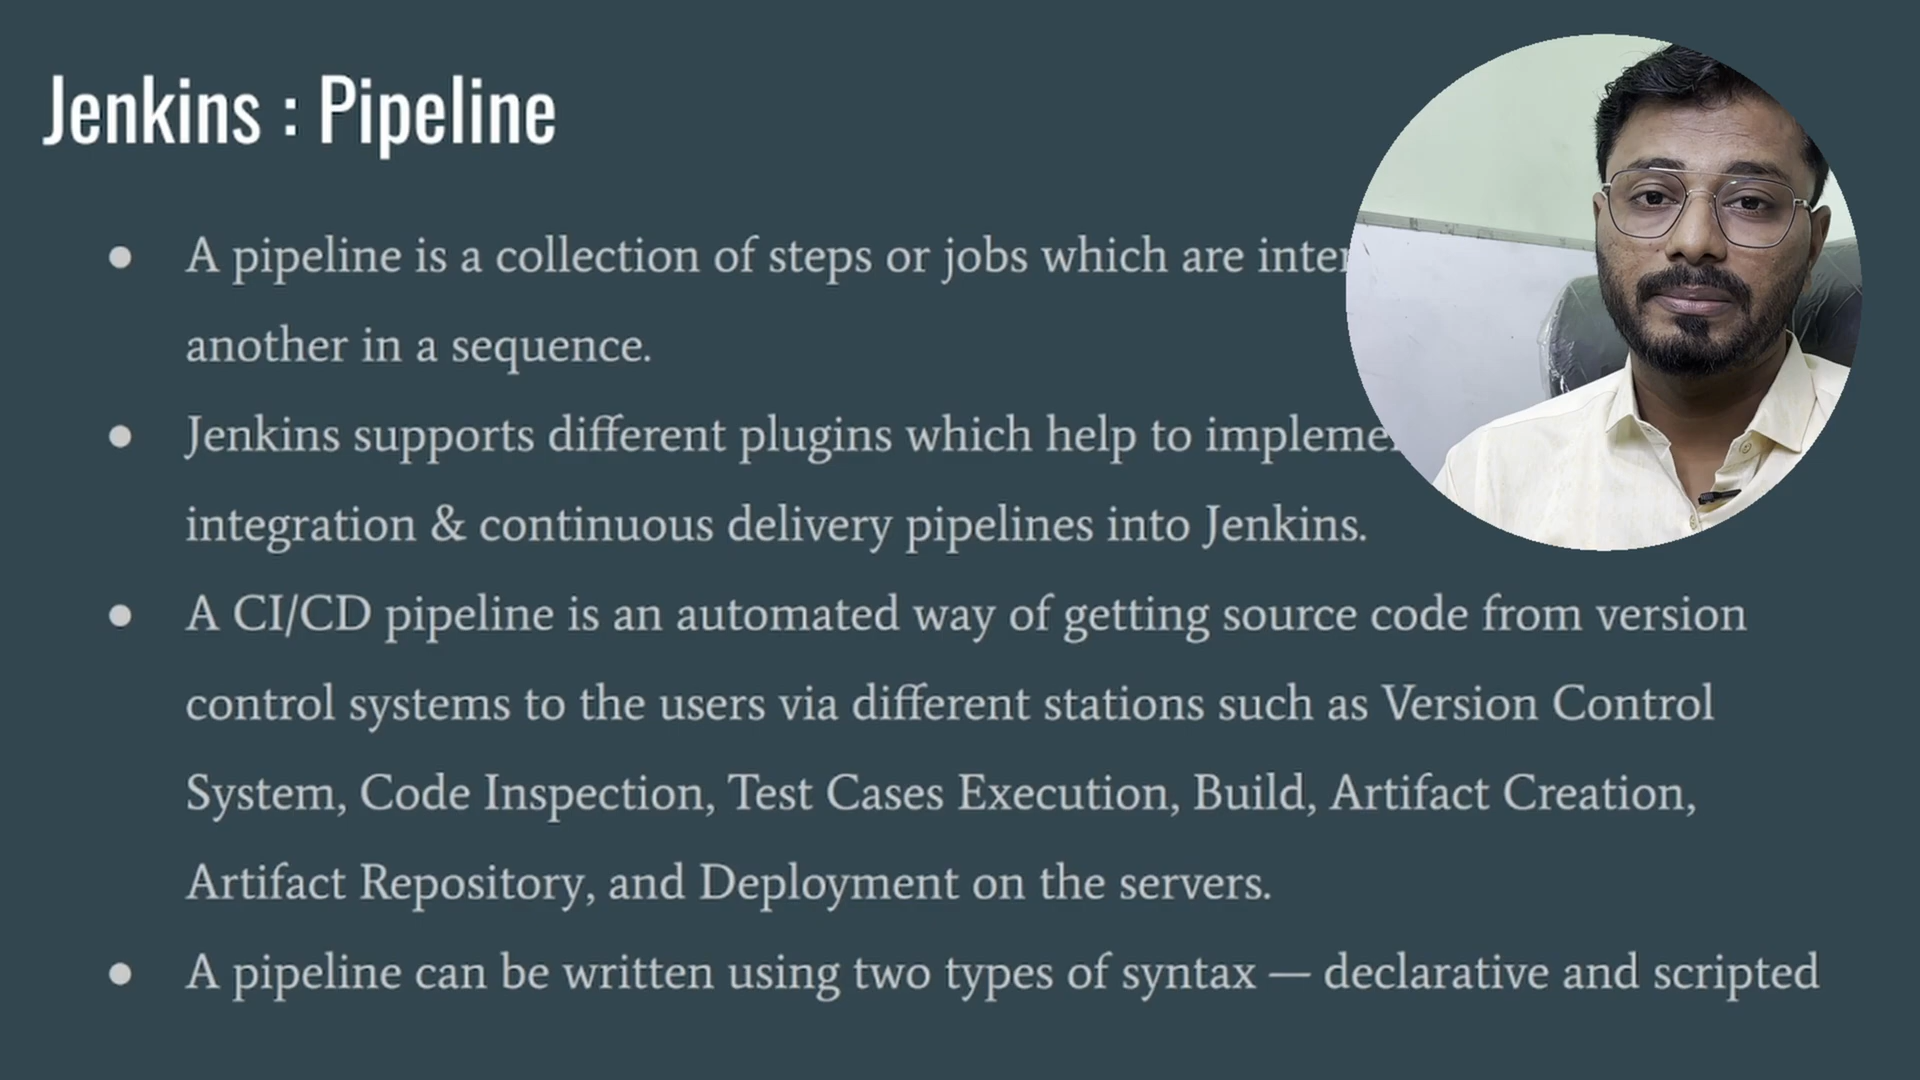 Jenkins : Pipeline
● A pipeline is a collection of steps or jobs which are
another in a sequence.
● Jenkins supports different plugins which help to
integration & continuous delivery pipelines into Jenkins.
● A CI/CD pipeline is an automated way of getting source code from version
control systems to the users via different stations such as Version Control
System, Code Inspection, Test Cases Execution, Build, Artifact Creation,
Artifact Repository, and Deployment on the servers.
● A pipeline can be written using two types of syntax — declarative and scripted